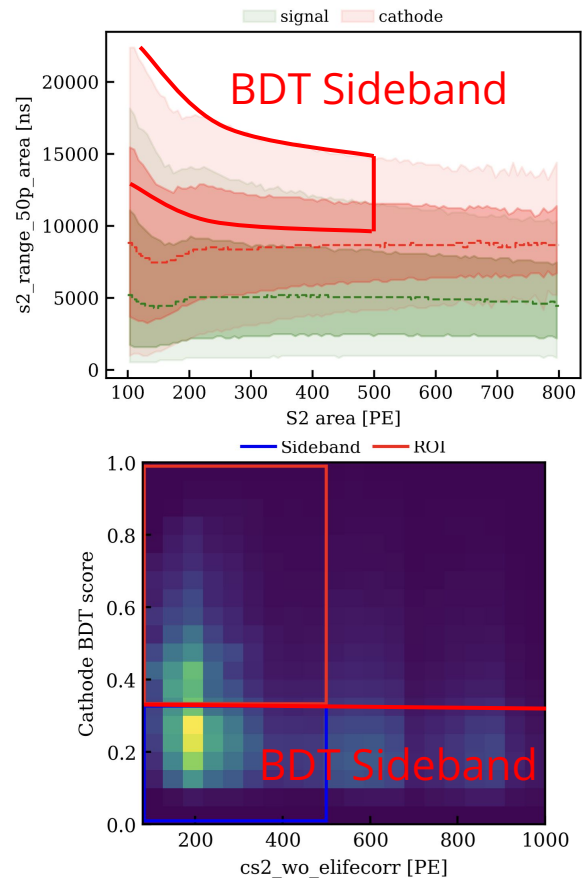 signal cathode
BDT Sideband
s2_range_50p_area [ns]
20000
15000
10000
5000
0
100 200 300 400 500 600 700 800
S2 area [PE]
Sideband ROI
Cathode BDT score
1.0
0.8
0.6
0.4
0.2
0.0
BDT Sideband
200 400 600 800 1000
cs2_wo_elifecorr [PE]